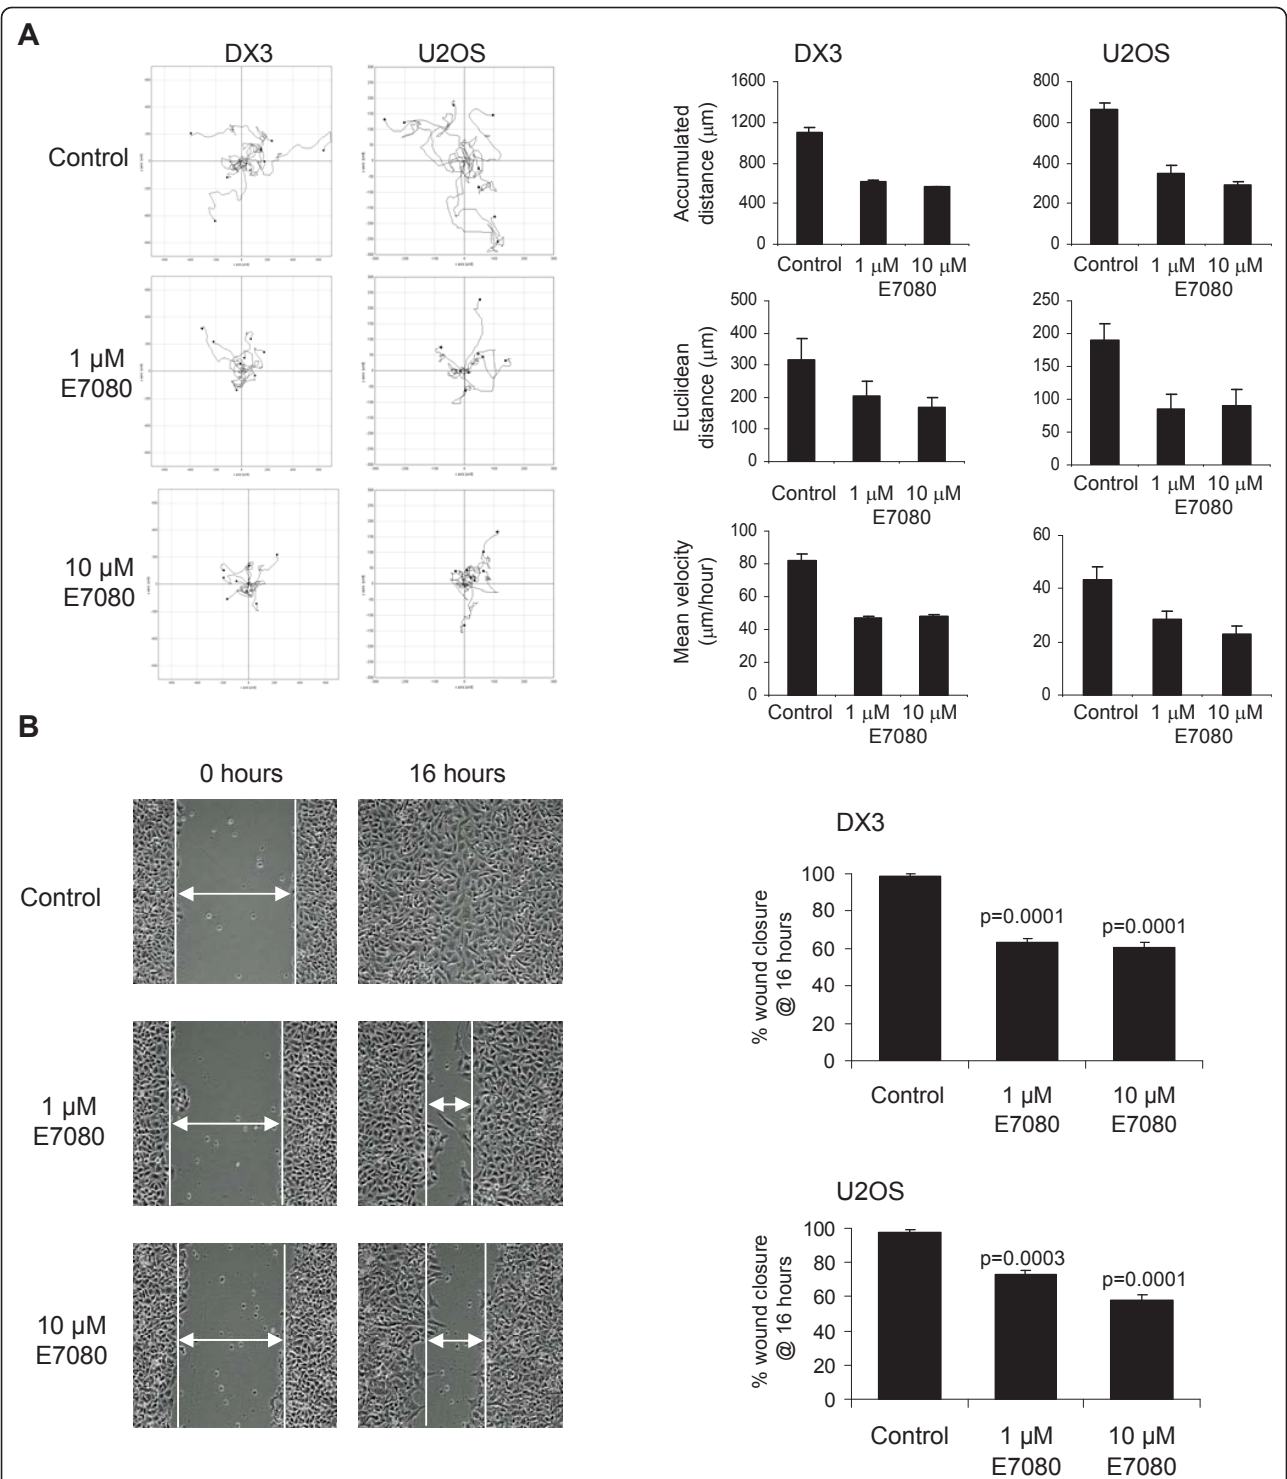 A
DX3
U2OS
Control
1 µM
E7080
10 µM
E7080
DX3
Accumulated
distance (µm)
1600
1200
800
400
0
Control 1 µM 10 µM
E7080
U2OS
800
600
400
200
0
Control 1 µM 10 µM
E7080
Euclidean
distance (µm)
500
400
300
200
100
0
Control 1 µM 10 µM
E7080
250
200
150
100
50
0
Control 1 µM 10 µM
E7080
Mean velocity
(µm/hour)
100
80
60
40
20
0
Control 1 µM 10 µM
E7080
60
40
20
0
Control 1 µM 10 µM
E7080
B
0 hours
16 hours
Control
1 µM
E7080
10 µM
E7080
DX3
% wound closure
@ 16 hours
100
80
60
40
20
0
p=0.0001
p=0.0001
Control
1 µM
E7080
10 µM
E7080
U2OS
% wound closure
@ 16 hours
100
80
60
40
20
0
p=0.0003
p=0.0001
Control
1 µM
E7080
10 µM
E7080